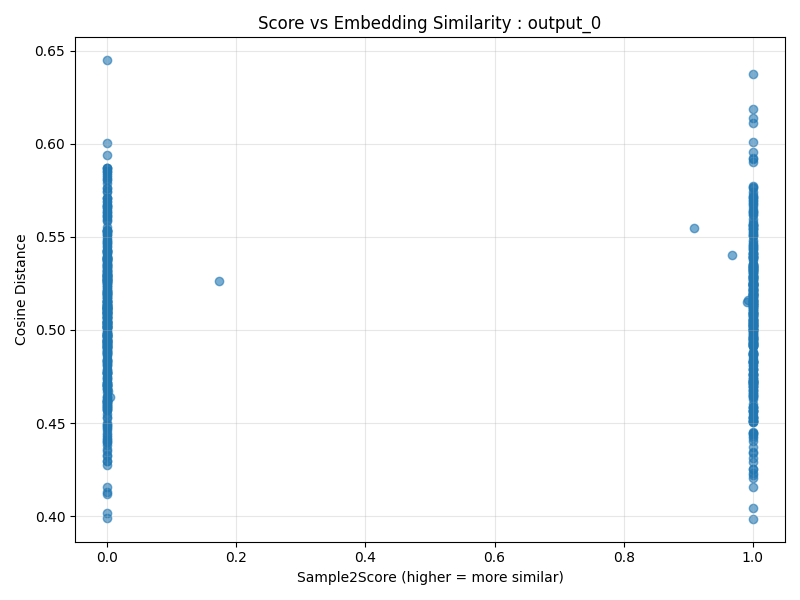 Score vs Embedding Similarity : output_0
Cosine Distance
0.65
0.60
0.55
0.50
0.45
0.40
0.0 0.2 0.4 0.6 0.8 1.0
Sample2Score (higher = more similar)